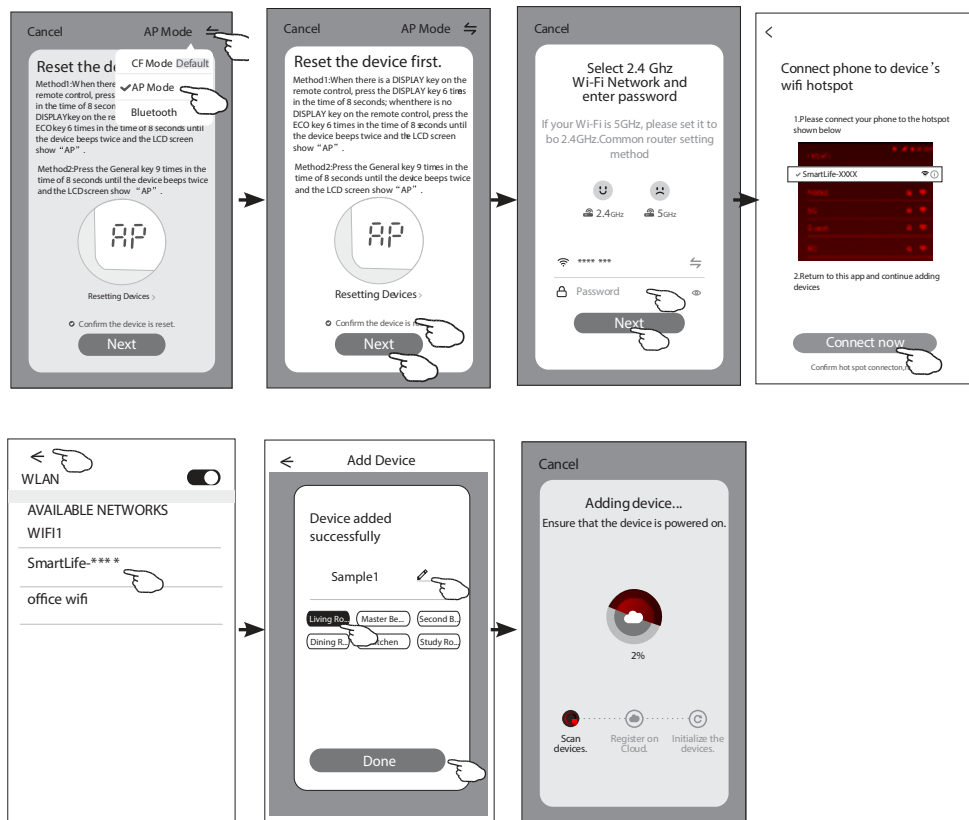 Cancel
AP Mode
Reset the de
CF Mode Default
AP Mode
Bluetooth
Method1:When there
remote control, press
in the time of 8 secon
DISPLAY key on the re
ECO key 6 times in the time of 8 seconds until
the device beeps twice and the LCD screen
show “AP”.
Method2:Press the General key 9 times in the
time of 8 seconds until the device beeps twice
and the LCD screen show “AP”.
AP
Resetting Devices >
Confirm the device is reset.
Next
Cancel
AP Mode
Reset the device first.
Method1:When there is a DISPLAY key on the
remote control, press the DISPLAY key 6 times
in the time of 8 seconds; whenthere is no
DISPLAY key on the remote control, press the
ECO key 6 times in the time of 8 seconds until
the device beeps twice and the LCD screen
show “AP”.
Method2:Press the General key 9 times in the
time of 8 seconds until the device beeps twice
and the LCD screen show “AP”.
AP
Resetting Devices >
Confirm the device is
Next
Cancel
Select 2.4 Ghz
Wi-Fi Network and
enter password
If your Wi-Fi is 5GHz, please set it to
bo 2.4GHz.Common router setting
method
2.4GHz
5GHz
**** ***
Password
Next
<
Connect phone to device’s
wifi hotspot
1.Please connect your phone to the hotspot
shown below
SmartLife-XXXX
2.Return to this app and continue adding
devices
Connect now
Confirm hot spot connecton,n
WLAN
AVAILABLE NETWORKS
WIFI1
SmartLife-****
office wifi
Add Device
Device added
successfully
Sample1
Living Ro...
Master Be...
Second B...
Dining R...
tchen
Study Ro...
Done
Cancel
Adding device...
Ensure that the device is powered on.
2%
Scan
devices.
Register on
Cloud.
Initialize the
devices.